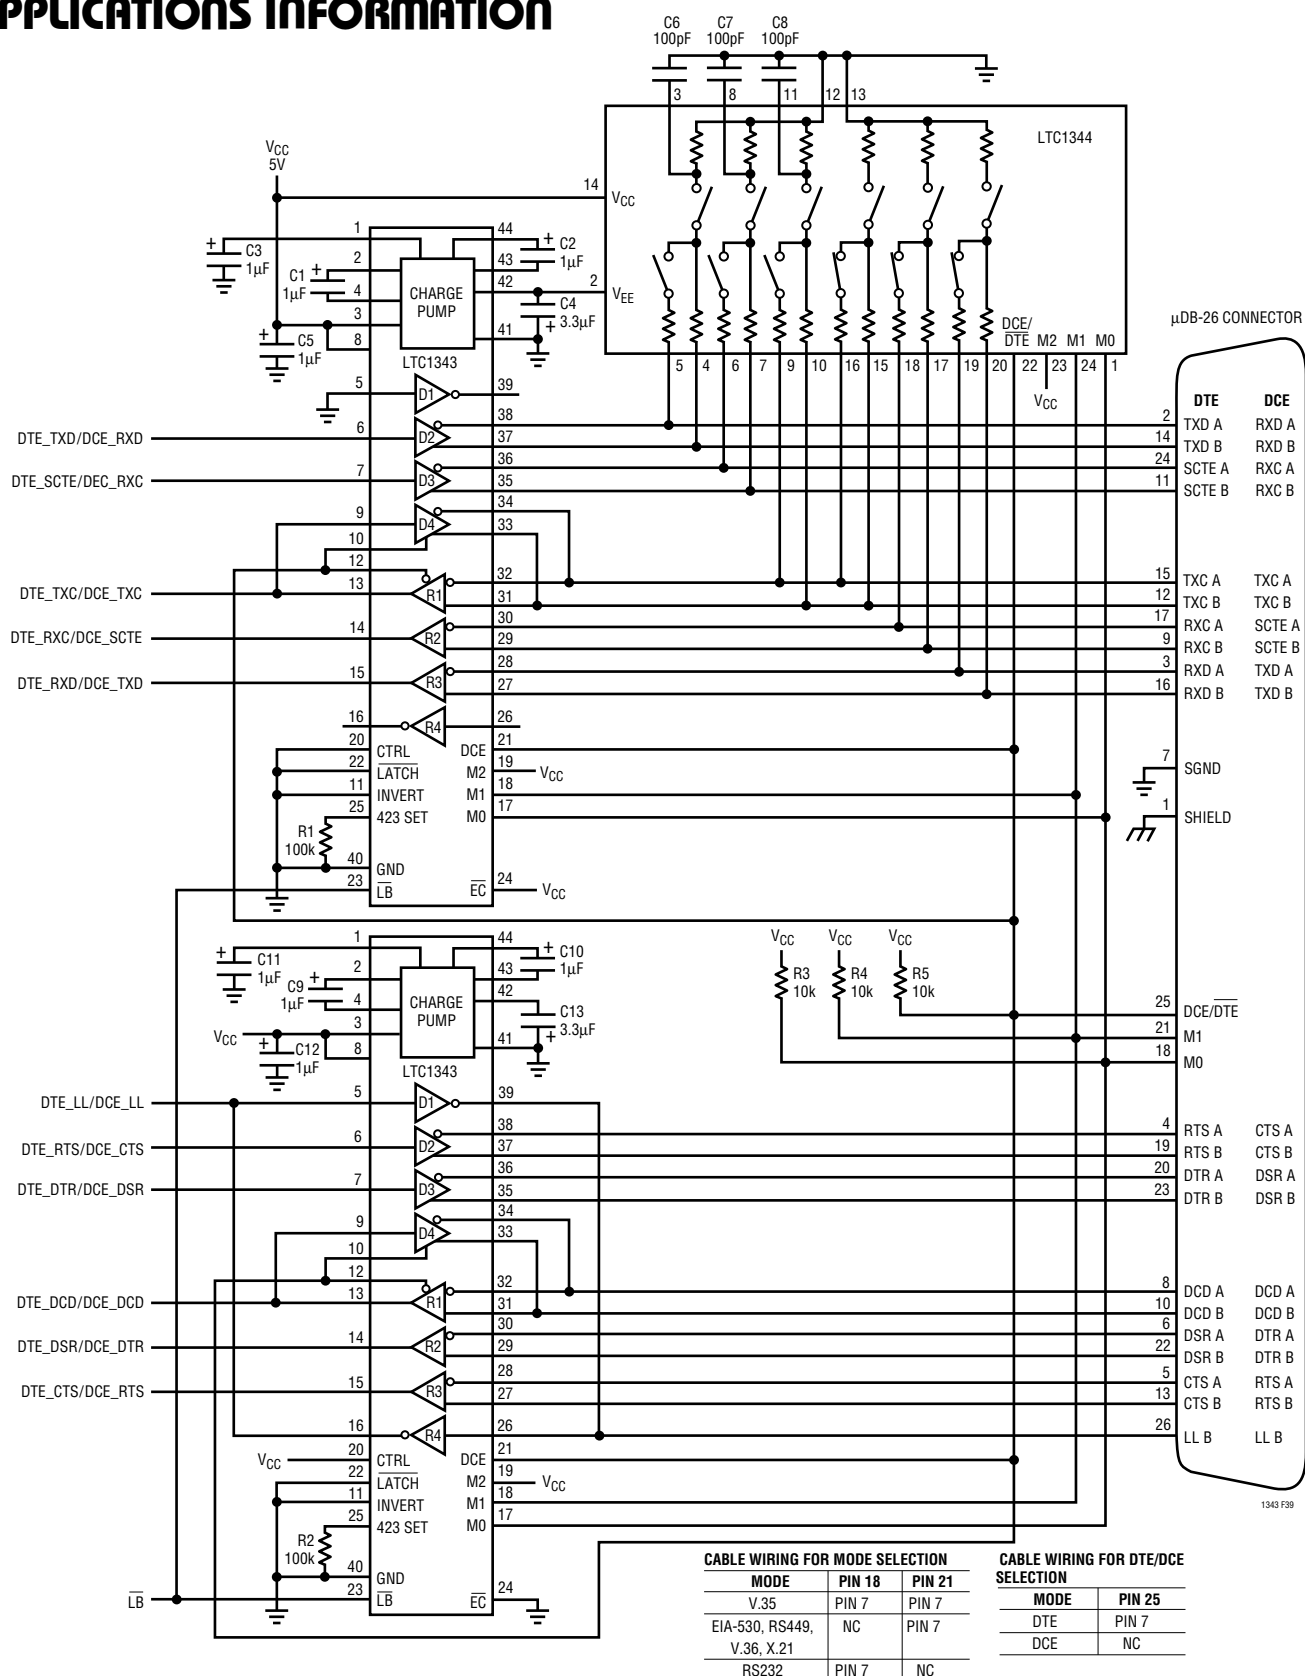 PPLICATIONS INFORMATION
C6 C7 C8
100pF 100pF 100pF
3 8 11 12 13
LTC1344
VCC
5V
14 VCC
1 44
+ C3 1µF
2 43
+ C2 1µF
C1 + 1µF
4 42
CHARGE
PUMP
2 VEE
3 C4
+ 3.3µF
+ C5 1µF
8 41
LTC1343
DCE/DTE M2 M1 M0
5 4 6 7 9 10 16 15 18 17 19 20 22 23 24 1
VCC
µDB-26 CONNECTOR
DTE DCE
5 D1 39
38 2 TXD A RXD A
DTE_TXD/DCE_RXD 6 D2 37 14 TXD B RXD B
36 24 SCTE A RXC A
DTE_SCTE/DEC_RXC 7 D3 35 11 SCTE B RXC B
9 D4 34
33
10
12
32 15 TXC A TXC A
DTE_TXC/DCE_TXC 13 R1 31 12 TXC B TXC B
30 17 RXC A SCTE A
DTE_RXC/DCE_SCTE 14 R2 29 9 RXC B SCTE B
28 3 RXD A TXD A
DTE_RXD/DCE_TXD 15 R3 27 16 RXD B TXD B
16 R4 26
20 CTRL DCE 21
22 LATCH M2 19 VCC
11 INVERT M1 18
25 423 SET M0 17
R1
100k
40 GND
23 LB EC 24 VCC
7 SGND
1 SHIELD
1 44
+ C11 1µF
2 43
+ C10 1µF
C9 + 1µF
4 42
CHARGE
PUMP
C13
+ 3.3µF
VCC 3
+ C12 1µF
8 41
LTC1343
VCC VCC VCC
R3 R4 R5
10k 10k 10k
25 DCE/DTE
21 M1
18 M0
DTE_LL/DCE_LL 5 D1 39
38 4 RTS A CTS A
DTE_RTS/DCE_CTS 6 D2 37 19 RTS B CTS B
36 20 DTR A DSR A
DTE_DTR/DCE_DSR 7 D3 35 23 DTR B DSR B
9 D4 34
33
10
12
32 8 DCD A DCD A
DTE_DCD/DCE_DCD 13 R1 31 10 DCD B DCD B
30 6 DSR A DTR A
DTE_DSR/DCE_DTR 14 R2 29 22 DSR B DTR B
28 5 CTS A RTS A
DTE_CTS/DCE_RTS 15 R3 27 13 CTS B RTS B
16 R4 26 26 LL B LL B
VCC 20 CTRL DCE 21
22 LATCH M2 19 VCC
11 INVERT M1 18
25 423 SET M0 17
R2
100k
40 GND
LB 23 LB EC 24
1343 F39
CABLE WIRING FOR MODE SELECTION
MODE PIN 18 PIN 21
V.35 PIN 7 PIN 7
EIA-530, RS449, NC PIN 7
V.36, X.21
RS232 PIN 7 NC
CABLE WIRING FOR DTE/DCE
SELECTION
MODE PIN 25
DTE PIN 7
DCE NC